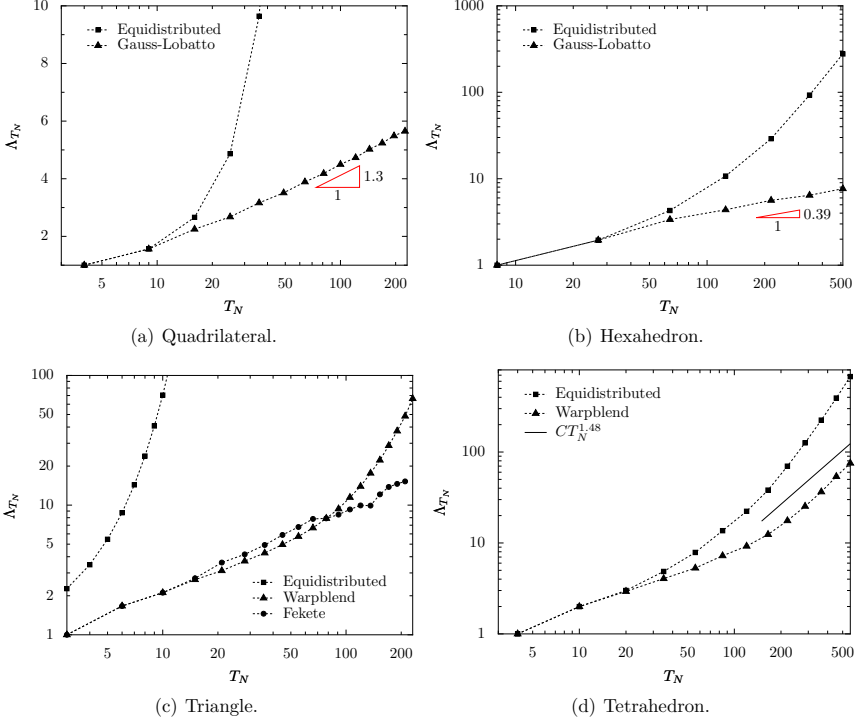 10
8
6
4
2
Λ_{T_N}
Equidistributed
Gauss-Lobatto
1.3
1
5 10 20 50 100 200
T_N
(a) Quadrilateral.
1000
100
10
1
Λ_{T_N}
Equidistributed
Gauss-Lobatto
0.39
1
10 20 50 100 200 500
T_N
(b) Hexahedron.
100
50
20
10
5
2
1
Λ_{T_N}
Equidistributed
Warpblend
Fekete
5 10 20 50 100 200
T_N
(c) Triangle.
100
10
1
Λ_{T_N}
Equidistributed
Warpblend
CT_N^{1.48}
5 10 20 50 100 200 500
T_N
(d) Tetrahedron.